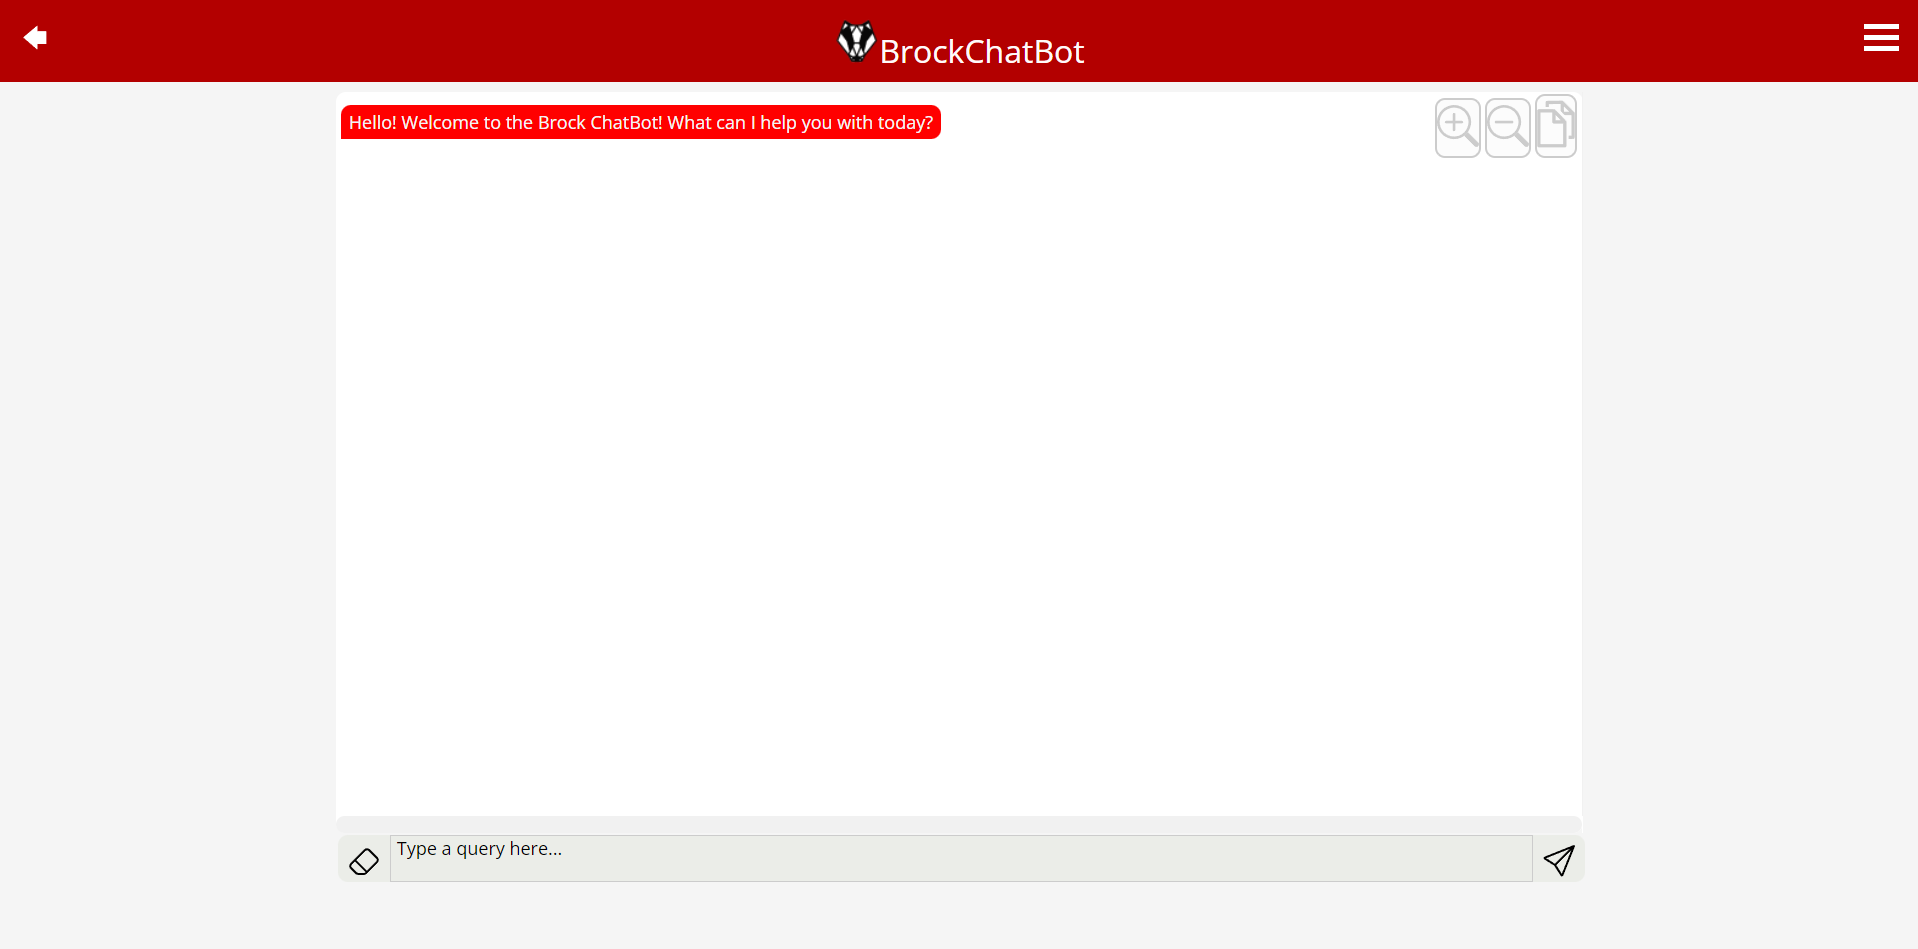 BrockChatBot
Hello! Welcome to the Brock ChatBot! What can I help you with today?
Type a query here...